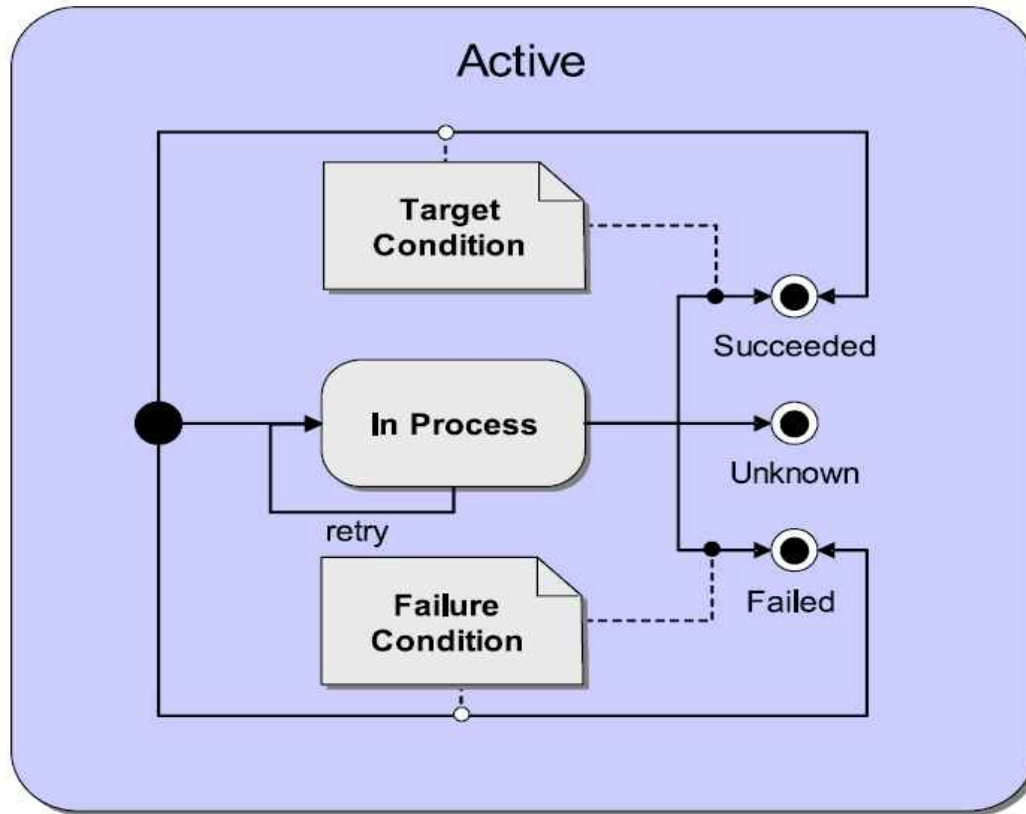 Active
Target
Condition
Succeeded
In Process
Unknown
retry
Failure
Condition
Failed